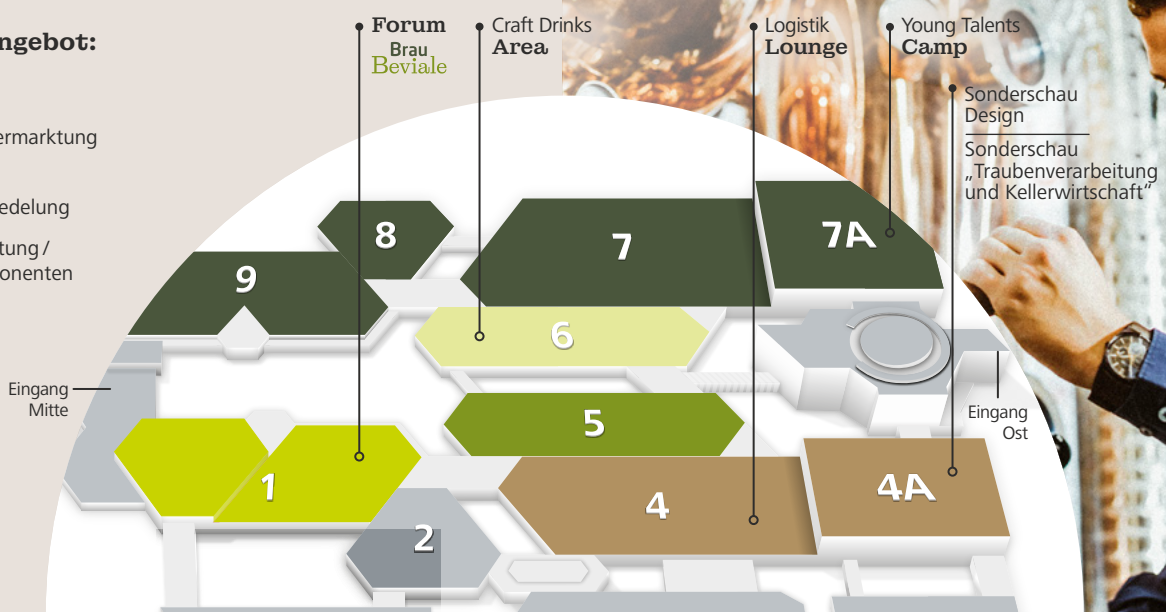 ngebot:
ermarktung
edelung
tung /
onenten
Forum
Brau
Beviale
Craft Drinks
Area
Logistik
Lounge
Young Talents
Camp
Sonderschau
Design
Sonderschau
„Traubenverarbeitung
und Kellerwirtschaft“
8
7
7A
9
6
Eingang
Mitte
5
Eingang
Ost
1
4
4A
2